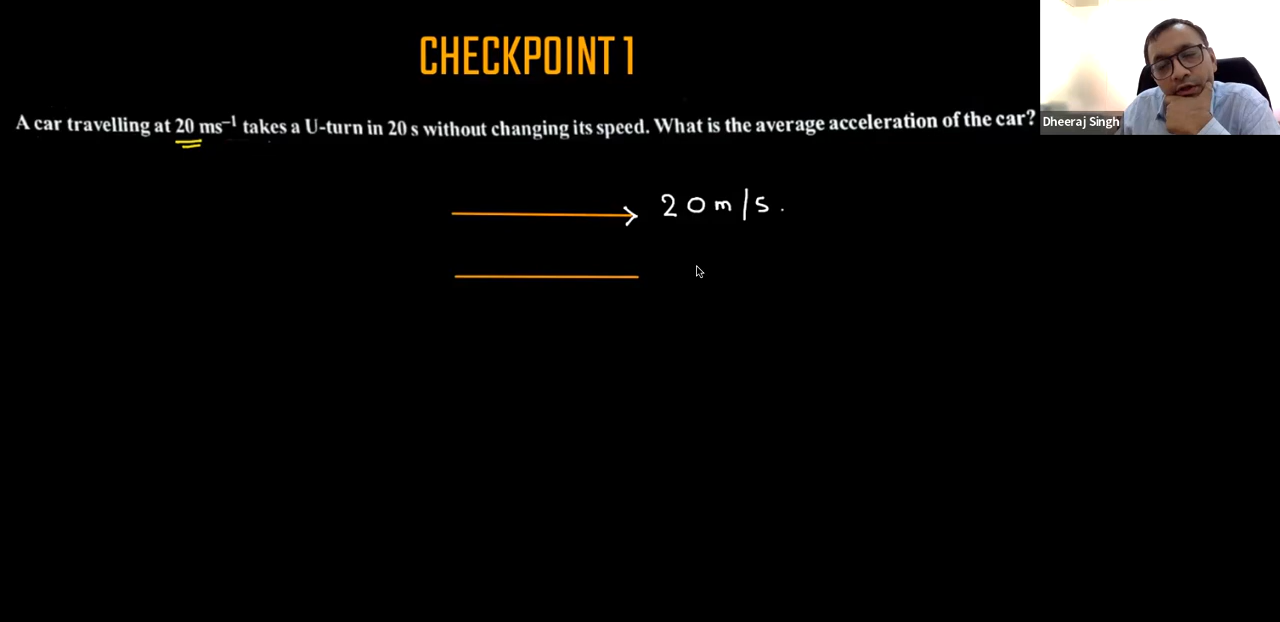 CHECKPOINT 1
A car travelling at 20 ms⁻¹ takes a U-turn in 20 s without changing its speed. What is the average acceleration of the car?
Dheeraj Singh
20 m/s.